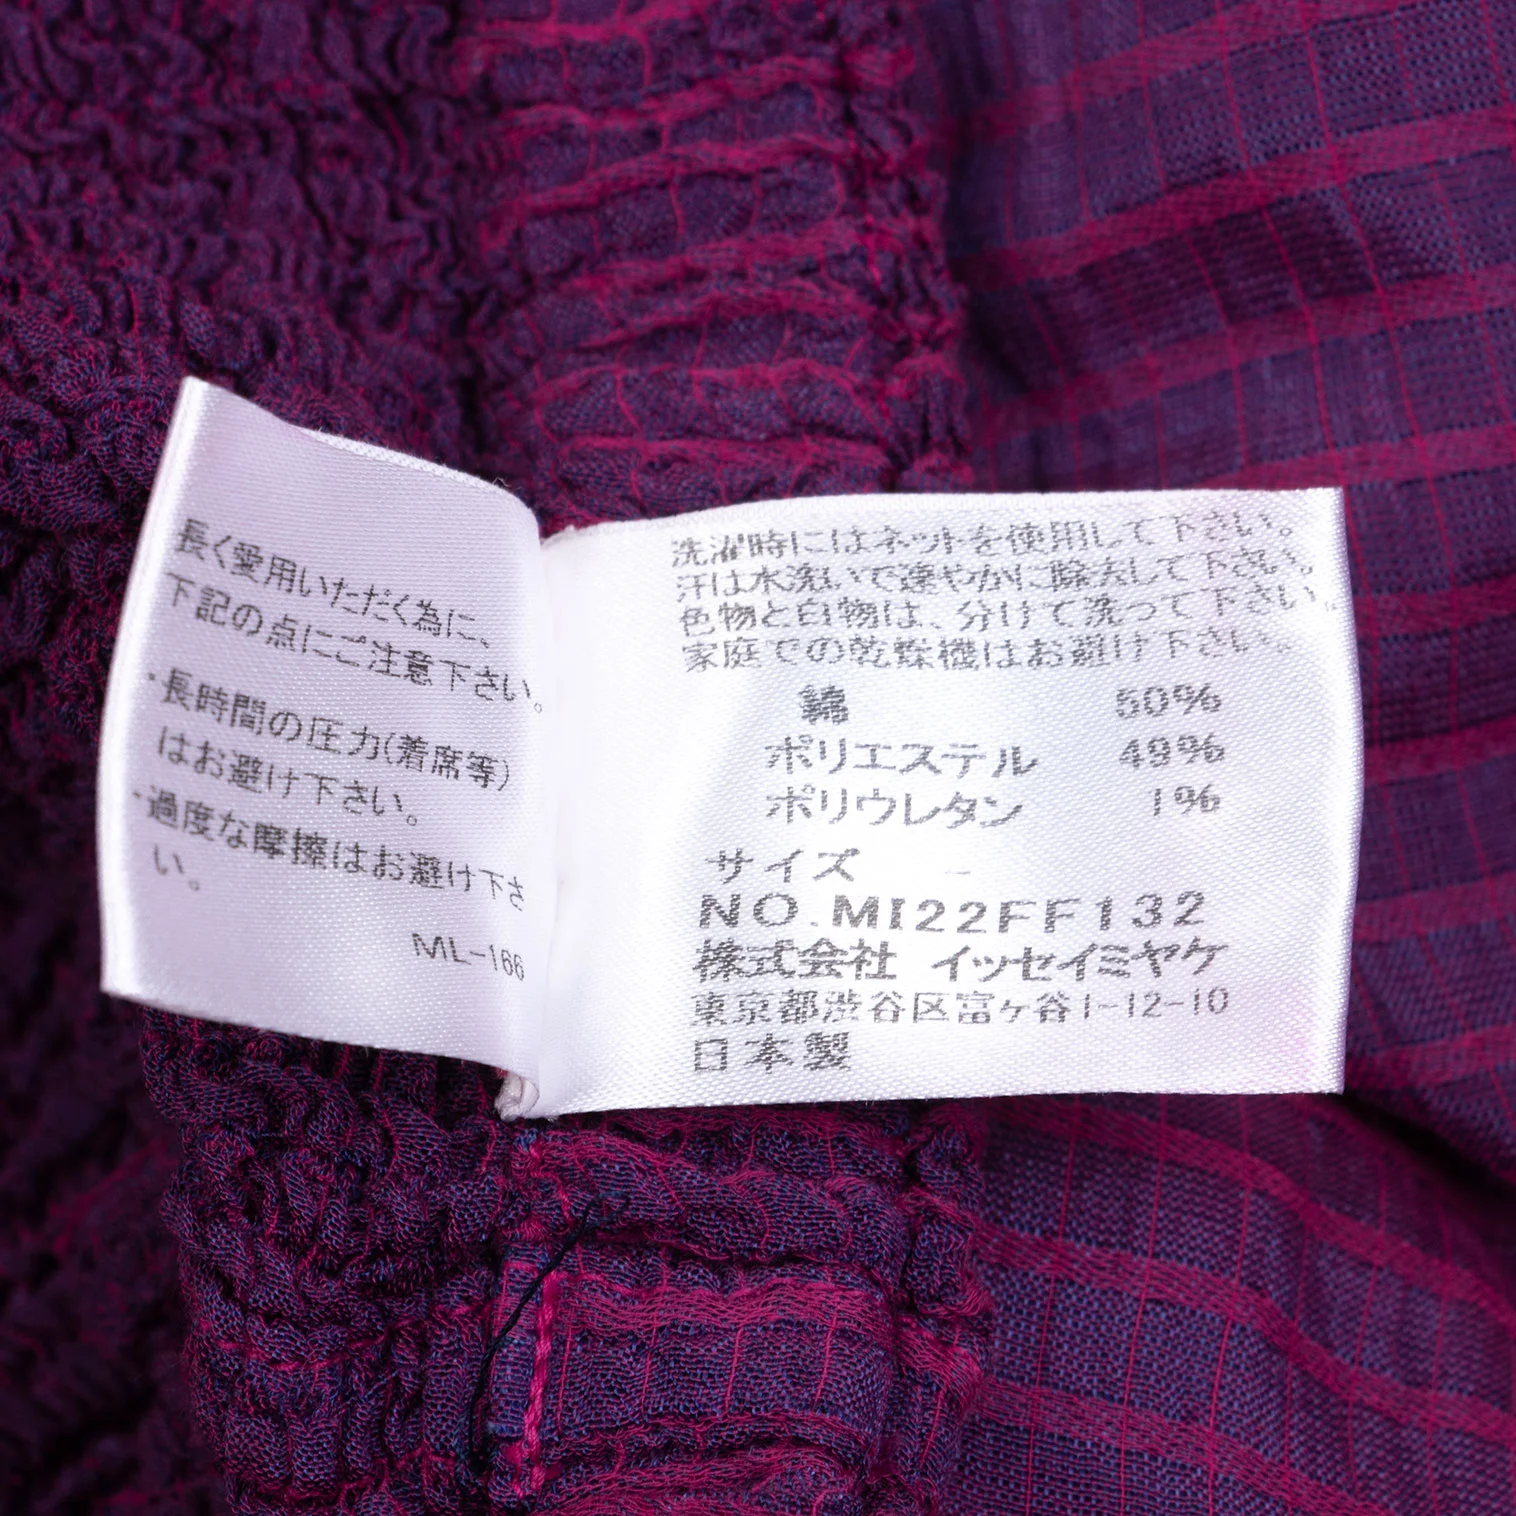 長く愛用いただく為に、
下記の点にご注意下さい。
・長時間の圧力(着席等)
はお避け下さい。
・過度な摩擦はお避け下さ
い。
ML-166
洗濯時にはネットを使用して下さい。
汗は水洗いで速やかに除去して下さい。
色物と白物は、分けて洗って下さい。
家庭での乾燥機はお避け下さい。
綿 50%
ポリエステル 49%
ポリウレタン 1%
サイズ -
NO.MI22FF132
株式会社 イッセイミヤケ
東京都渋谷区富ヶ谷1-12-10
日本製